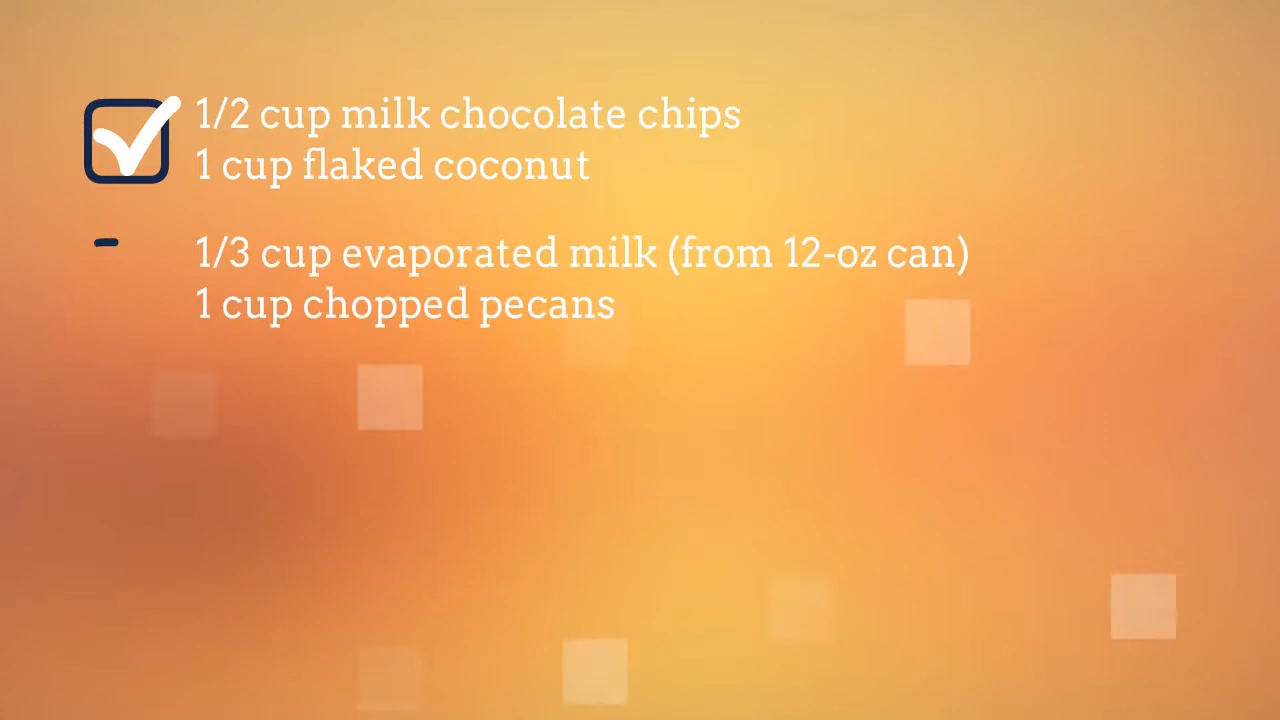 1/2 cup milk chocolate chips
1 cup flaked coconut
1/3 cup evaporated milk (from 12-oz can)
1 cup chopped pecans